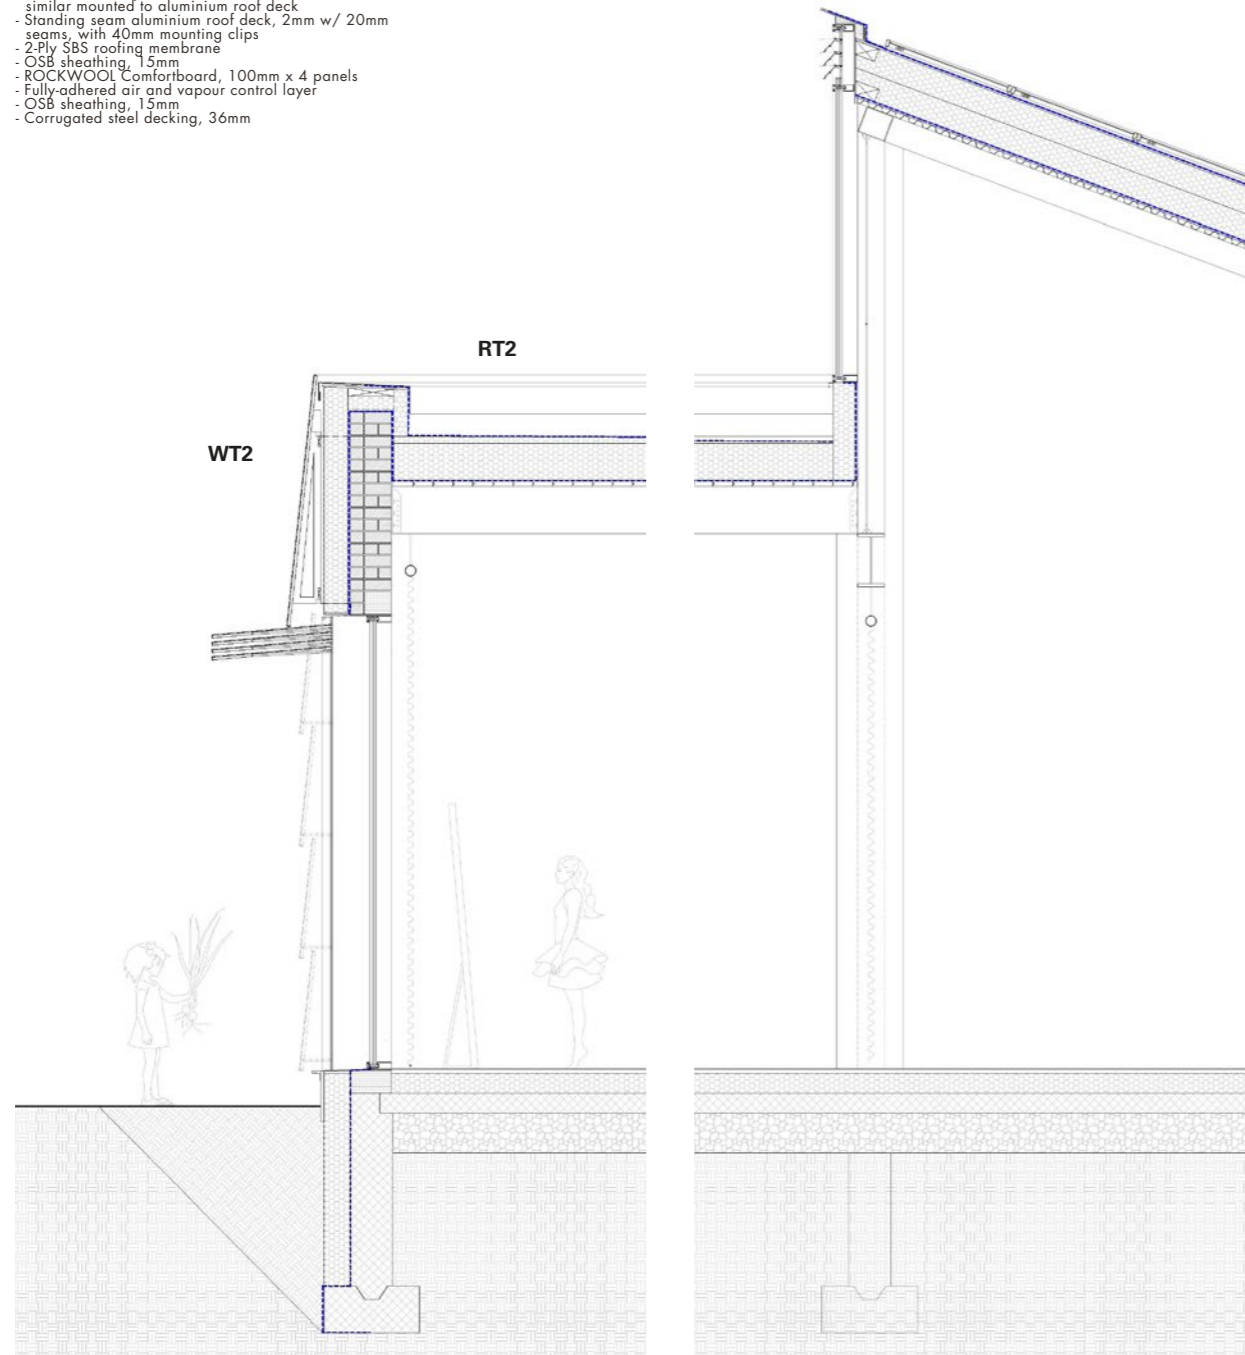 similar mounted to aluminium roof deck
- Standing seam aluminium roof deck, 2mm w/ 20mm
seams, with 40mm mounting clips
- 2-Ply SBS roofing membrane
- OSB sheathing, 15mm
- ROCKWOOL Comfortboard, 100mm x 4 panels
- Fully-adhered air and vapour control layer
- OSB sheathing, 15mm
- Corrugated steel decking, 36mm
RT2
WT2